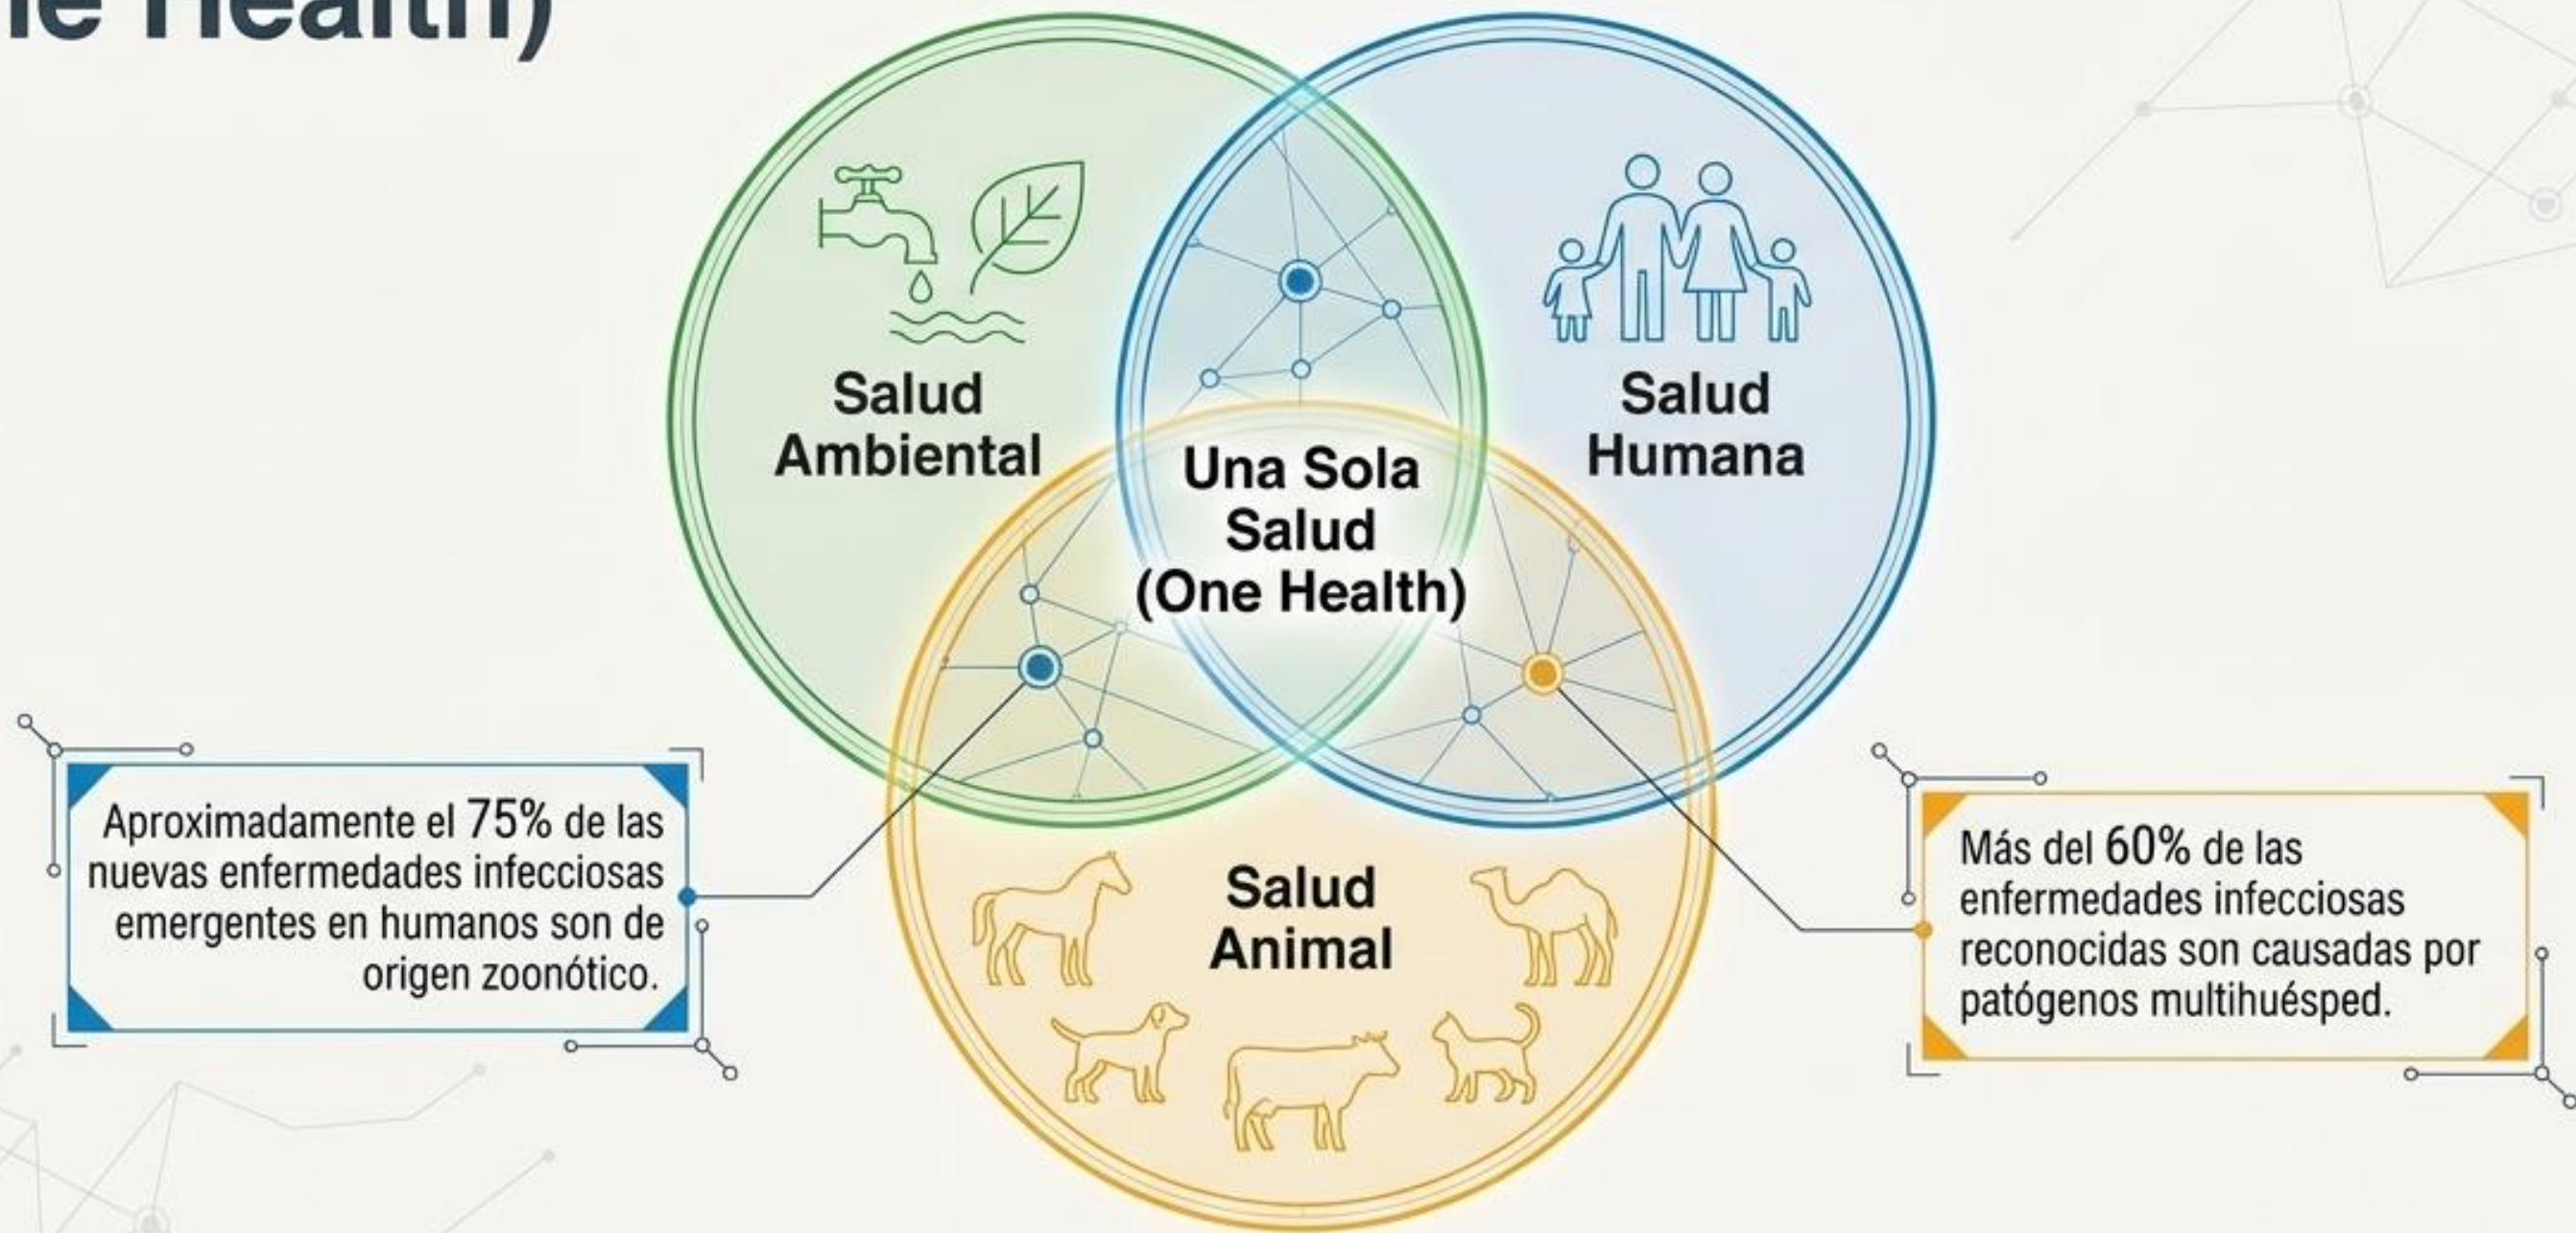 Health)
Salud
Ambiental
Salud
Humana
Una Sola
Salud
(One Health)
Aproximadamente el 75% de las
nuevas enfermedades infecciosas
emergentes en humanos son de
origen zoonótico.
Salud
Animal
Más del 60% de las
enfermedades infecciosas
reconocidas son causadas por
patógenos multihuésped.